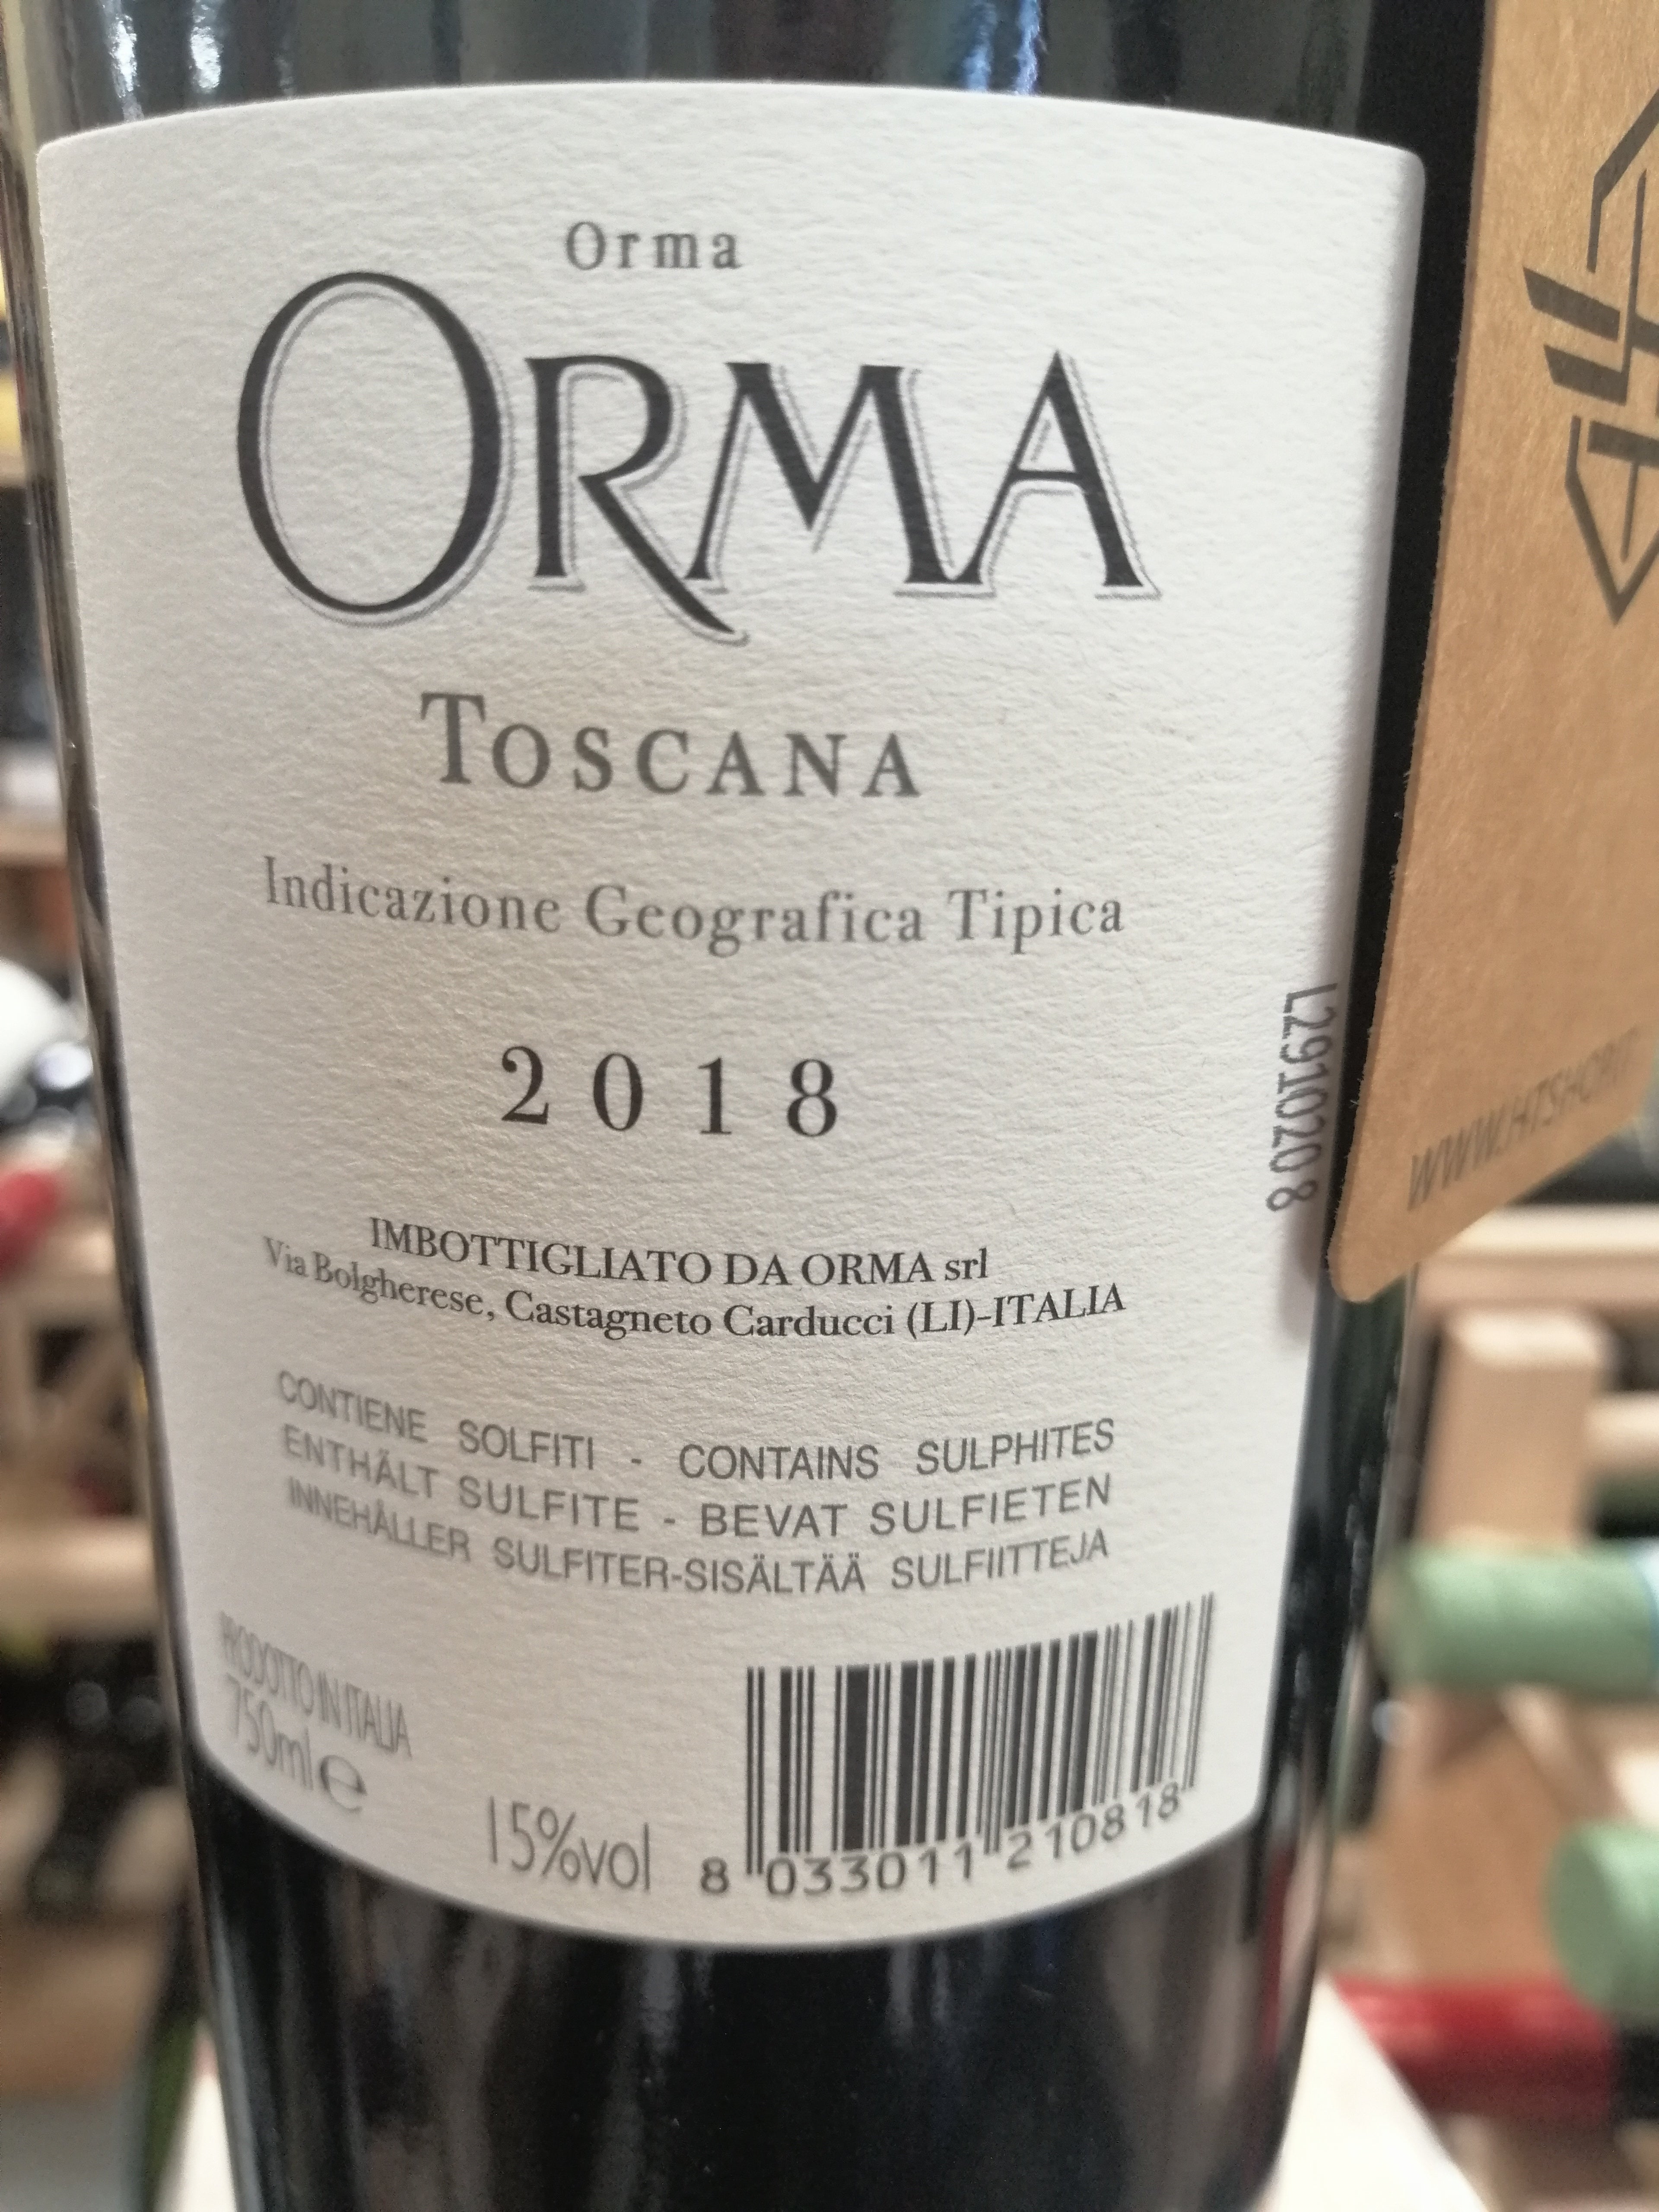 Orma
ORMA
TOSCANA
Indicazione Geografica Tipica
2018
IMBOTTIGLIATO DA ORMA srl
Via Bolgherese, Castagneto Carducci (LI)-ITALIA
CONTIENE SOLFITI - CONTAINS SULPHITES
ENTHÄLT SULFITE - BEVAT SULFIETEN
INNEHÅLLER SULFITER-SISÄLTÄÄ SULFIITTEJA
PRODOTTO IN ITALIA
750ml e
15%vol
8 033011 210818
L291020 8